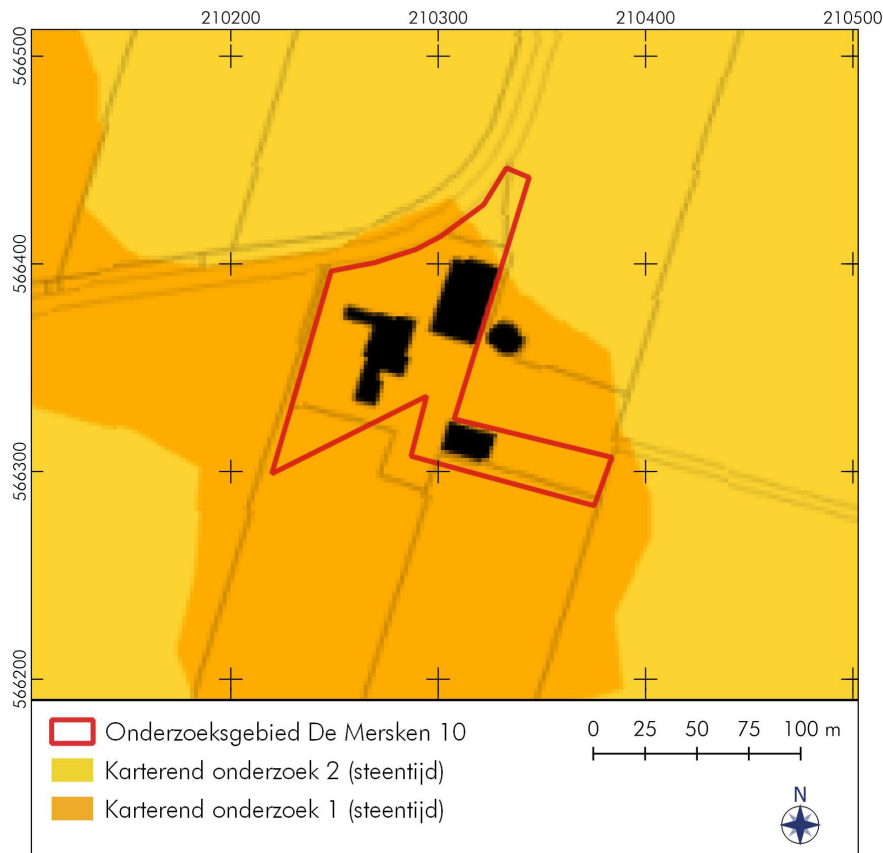 210200 210300 210400 210500
566500
566400
566300
566200
Onderzoeksgebied De Mersken 10
Karterend onderzoek 2 (steentijd)
Karterend onderzoek 1 (steentijd)
0 25 50 75 100 m
N